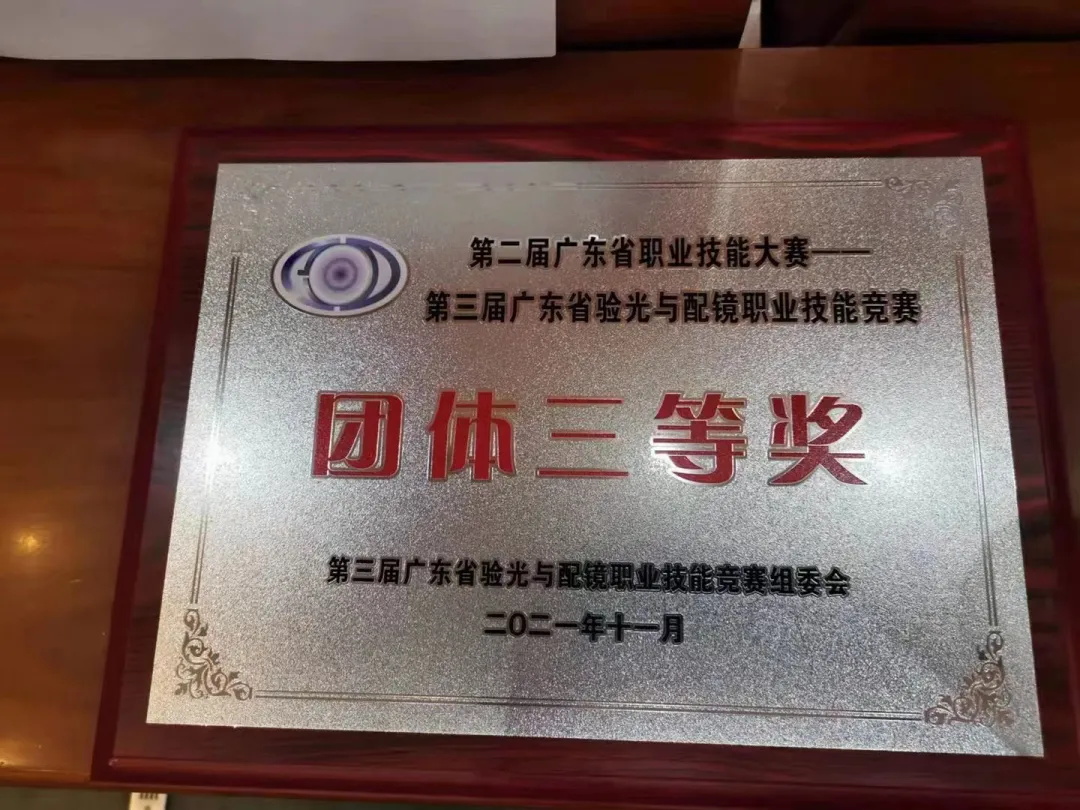 第二届广东省职业技能大赛——
第三届广东省验光与配镜职业技能竞赛
团体三等奖
第三届广东省验光与配镜职业技能竞赛组委会
二〇二一年十一月